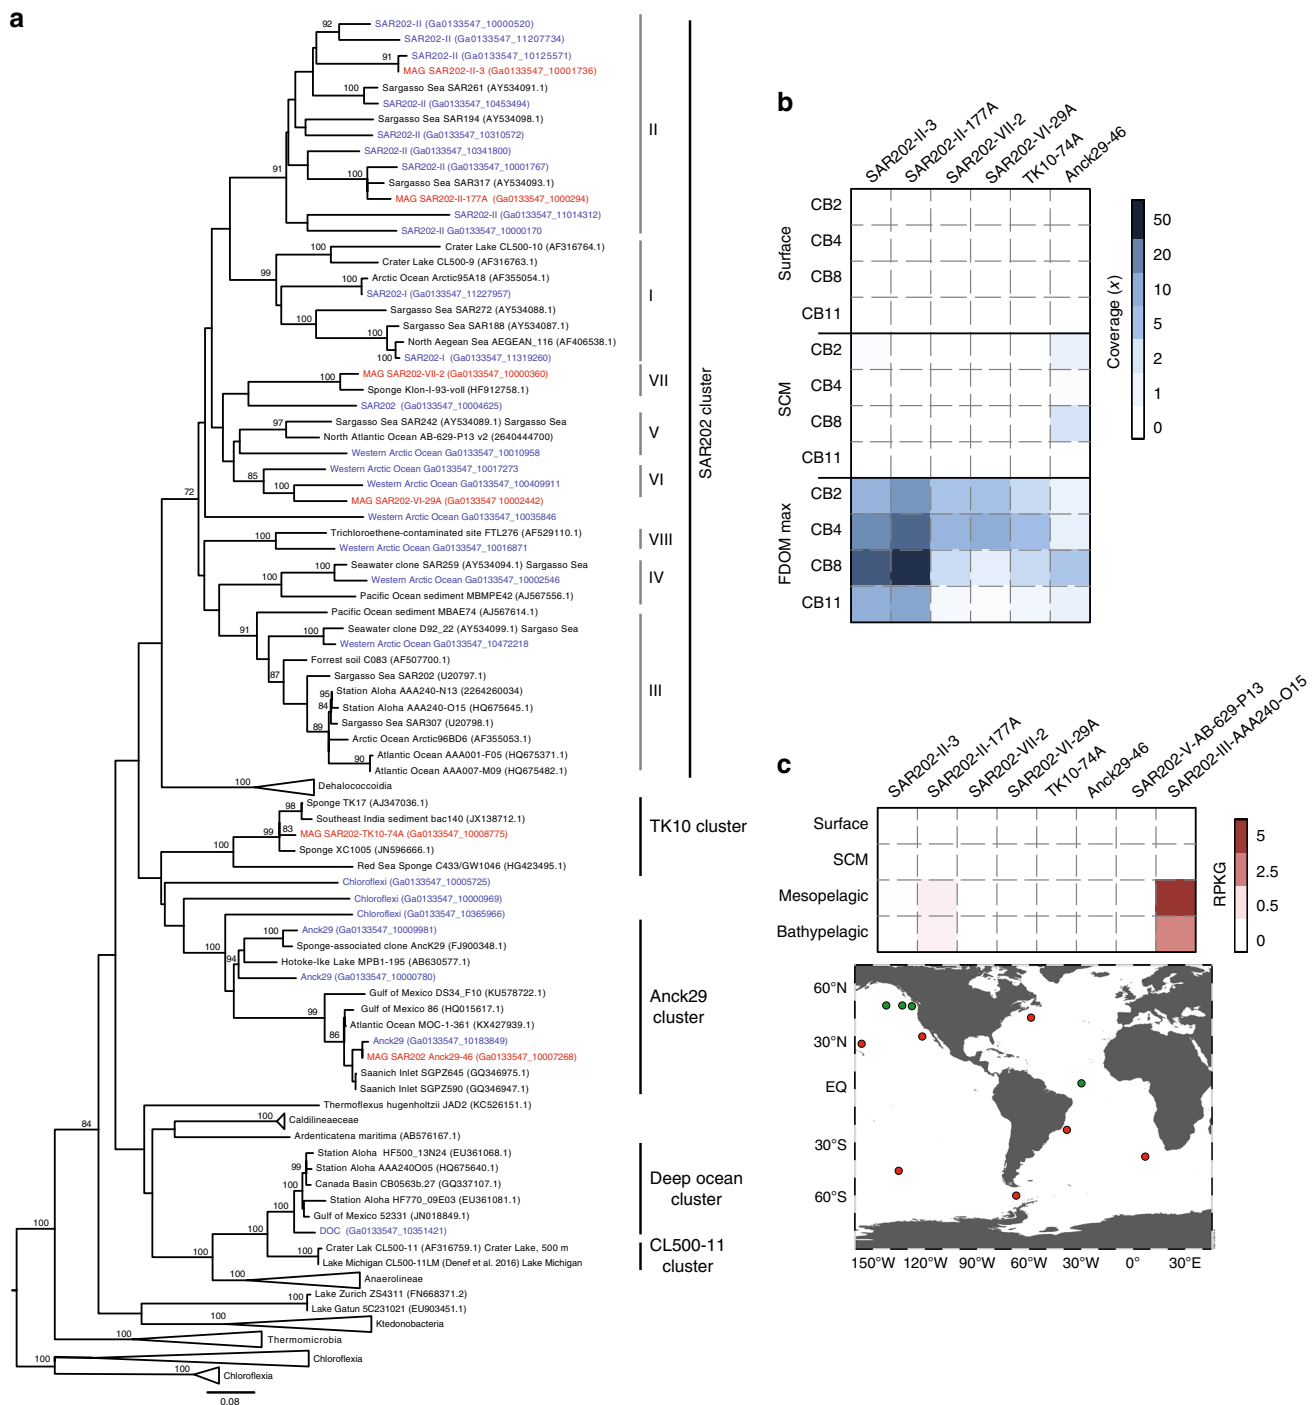 a
92
SAR202-II (Ga0133547_10000520)
SAR202-II (Ga0133547_11207734)
91
SAR202-II (Ga0133547_10125571)
MAG SAR202-II-3 (Ga0133547_10001736)
Sargasso Sea SAR261 (AY534091.1)
100
SAR202-II (Ga0133547_10453494)
Sargasso Sea SAR194 (AY534098.1)
SAR202-II (Ga0133547_10310572)
SAR202-II (Ga0133547_10341800)
91
SAR202-II (Ga0133547_10001767)
100
Sargasso Sea SAR317 (AY534093.1)
MAG SAR202-II-177A (Ga0133547_1000294)
SAR202-II (Ga0133547_11014312)
SAR202-II Ga0133547_10000170
II
100
Crater Lake CL500-10 (AF316764.1)
Crater Lake CL500-9 (AF316763.1)
99
100
Arctic Ocean Arctic95A18 (AF355054.1)
SAR202-I (Ga0133547_11227957)
Sargasso Sea SAR272 (AY534088.1)
100
Sargasso Sea SAR188 (AY534087.1)
100
North Aegean Sea AEGEAN_116 (AF406538.1)
100
SAR202-I (Ga0133547_11319260)
I
100
MAG SAR202-VII-2 (Ga0133547_10000360)
Sponge Klon-I-93-voll (HF912758.1)
SAR202 (Ga0133547_10004625)
VII
97
Sargasso Sea SAR242 (AY534089.1) Sargasso Sea
North Atlantic Ocean AB-629-P13 v2 (2640444700)
Western Arctic Ocean Ga0133547_10010958
V
85
Western Arctic Ocean Ga0133547_10017273
100
Western Arctic Ocean Ga0133547_100409911
MAG SAR202-VI-29A (Ga0133547 10002442)
VI
72
Western Arctic Ocean Ga0133547_10035846
100
Trichloroethene-contaminated site FTL276 (AF529110.1)
Western Arctic Ocean Ga0133547_10016871
VIII
100
Seawater clone SAR259 (AY534094.1) Sargasso Sea
100
Western Arctic Ocean Ga0133547_10002546
Pacific Ocean sediment MBMPE42 (AJ567556.1)
IV
Pacific Ocean sediment MBAE74 (AJ567614.1)
91
100
Seawater clone D92_22 (AY534099.1) Sargaso Sea
Western Arctic Ocean Ga0133547_10472218
Forrest soil C083 (AF507700.1)
87
Sargasso Sea SAR202 (U20797.1)
95
Station Aloha AAA240-N13 (2264260034)
84
Station Aloha AAA240-O15 (HQ675645.1)
Sargasso Sea SAR307 (U20798.1)
89
Arctic Ocean Arctic96BD6 (AF355053.1)
90
Atlantic Ocean AAA001-F05 (HQ675371.1)
Atlantic Ocean AAA007-M09 (HQ675482.1)
III
SAR202 cluster
100
Dehalococcoidia
98
Sponge TK17 (AJ347036.1)
Southeast India sediment bac140 (JX138712.1)
99
83
MAG SAR202-TK10-74A (Ga0133547_10008775)
100
Sponge XC1005 (JN596666.1)
Red Sea Sponge C433/GW1046 (HG423495.1)
TK10 cluster
Chloroflexi (Ga0133547_10005725)
100
Chloroflexi (Ga0133547_10000969)
Chloroflexi (Ga0133547_10365966)
100
100
Anck29 (Ga0133547_10009981)
Sponge-associated clone AncK29 (FJ900348.1)
94
Hotoke-Ike Lake MPB1-195 (AB630577.1)
Anck29 (Ga0133547_10000780)
Gulf of Mexico DS34_F10 (KU578722.1)
99
Gulf of Mexico 86 (HQ015617.1)
Atlantic Ocean MOC-1-361 (KX427939.1)
86
Anck29 (Ga0133547_10183849)
MAG SAR202 Anck29-46 (Ga0133547_10007268)
Saanich Inlet SGPZ645 (GQ346975.1)
Saanich Inlet SGPZ590 (GQ346947.1)
Anck29
cluster
Thermoflexus hugenholtzii JAD2 (KC526151.1)
84
100
Caldilineaeceae
Ardenticatena maritima (AB576167.1)
Station Aloha HF500_13N24 (EU361068.1)
99
Station Aloha AAA240O05 (HQ675640.1)
100
Canada Basin CB0563b.27 (GQ337107.1)
Station Aloha HF770_09E03 (EU361081.1)
100
Gulf of Mexico 52331 (JN018849.1)
100
DOC (Ga0133547_10351421)
Deep ocean
cluster
100
100
Crater Lak CL500-11 (AF316759.1) Crater Lake, 500 m
Lake Michigan CL500-11LM (Denef et al. 2016) Lake Michigan
CL500-11
cluster
100
Anaerolineae
100
Lake Zurich ZS4311 (FN668371.2)
Lake Gatun 5C231021 (EU903451.1)
100
Ktedonobacteria
100
Thermomicrobia
100
Chloroflexia
100
Chloroflexia
0.08
b
SAR202-II-3
SAR202-II-177A
SAR202-VII-2
SAR202-VI-29A
TK10-74A
Anck29-46
Surface
CB2
CB4
CB8
CB11
SCM
CB2
CB4
CB8
CB11
FDOM max
CB2
CB4
CB8
CB11
Coverage (x)
50
20
10
5
2
1
0
c
SAR202-II-3
SAR202-II-177A
SAR202-VII-2
SAR202-VI-29A
TK10-74A
Anck29-46
SAR202-V-AB-629-P13
SAR202-III-AAA240-O15
Surface
SCM
Mesopelagic
Bathypelagic
RPKG
5
2.5
0.5
0
60°N
30°N
EQ
30°S
60°S
150°W 120°W 90°W 60°W 30°W 0° 30°E